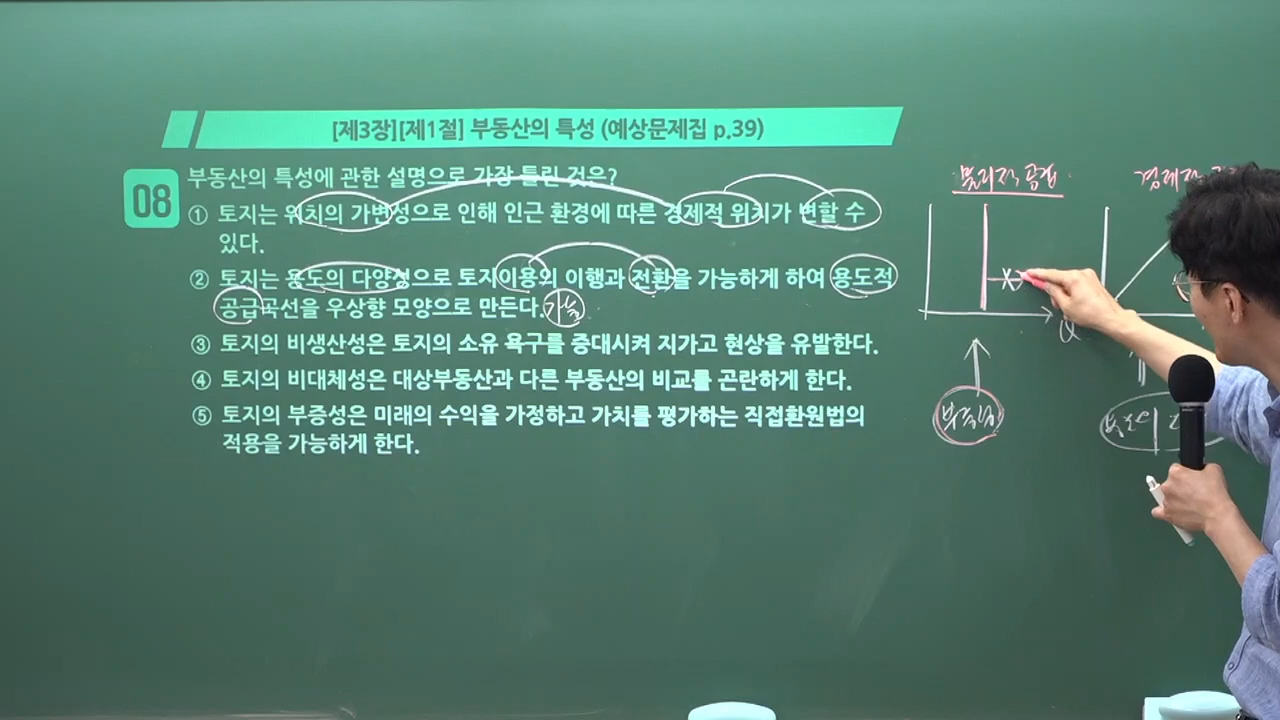 [제3장][제1절] 부동산의 특성 (예상문제집 p.39)
08 부동산의 특성에 관한 설명으로 가장 틀린 것은?
① 토지는 위치의 가변성으로 인해 인근 환경에 따른 경제적 위치가 변할 수
있다.
② 토지는 용도의 다양성으로 토지이용의 이행과 전환을 가능하게 하여 용도적
공급곡선을 우상향 모양으로 만든다. 가능
③ 토지의 비생산성은 토지의 소유 욕구를 증대시켜 지가고 현상을 유발한다.
④ 토지의 비대체성은 대상부동산과 다른 부동산의 비교를 곤란하게 한다.
⑤ 토지의 부증성은 미래의 수익을 가정하고 가치를 평가하는 직접환원법의
적용을 가능하게 한다.
물리적 공급
경제적
Q
부증성